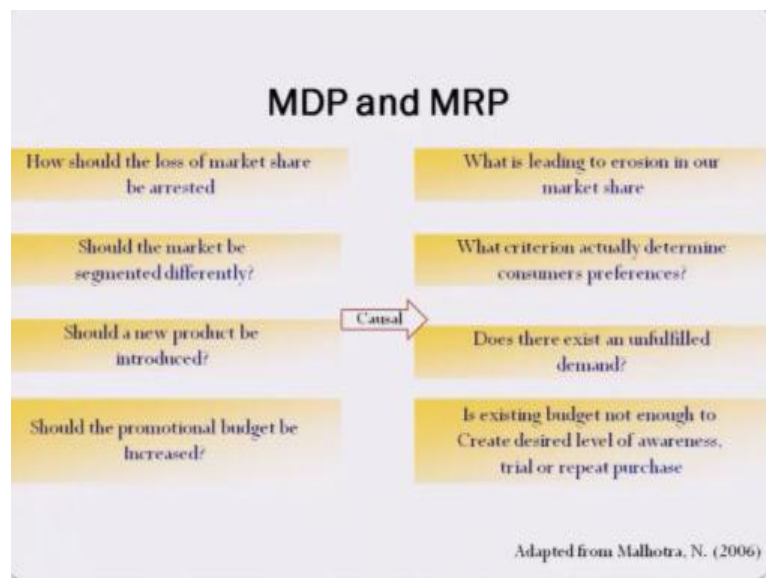 MDP and MRP
How should the loss of market share
be arrested
What is leading to erosion in our
market share
Should the market be
segmented differently?
What criterion actually determine
consumers preferences?
Causal
Should a new product be
introduced?
Does there exist an unfulfilled
demand?
Should the promotional budget be
Increased?
Is existing budget not enough to
Create desired level of awareness,
trial or repeat purchase
Adapted from Malhotra, N. (2006)